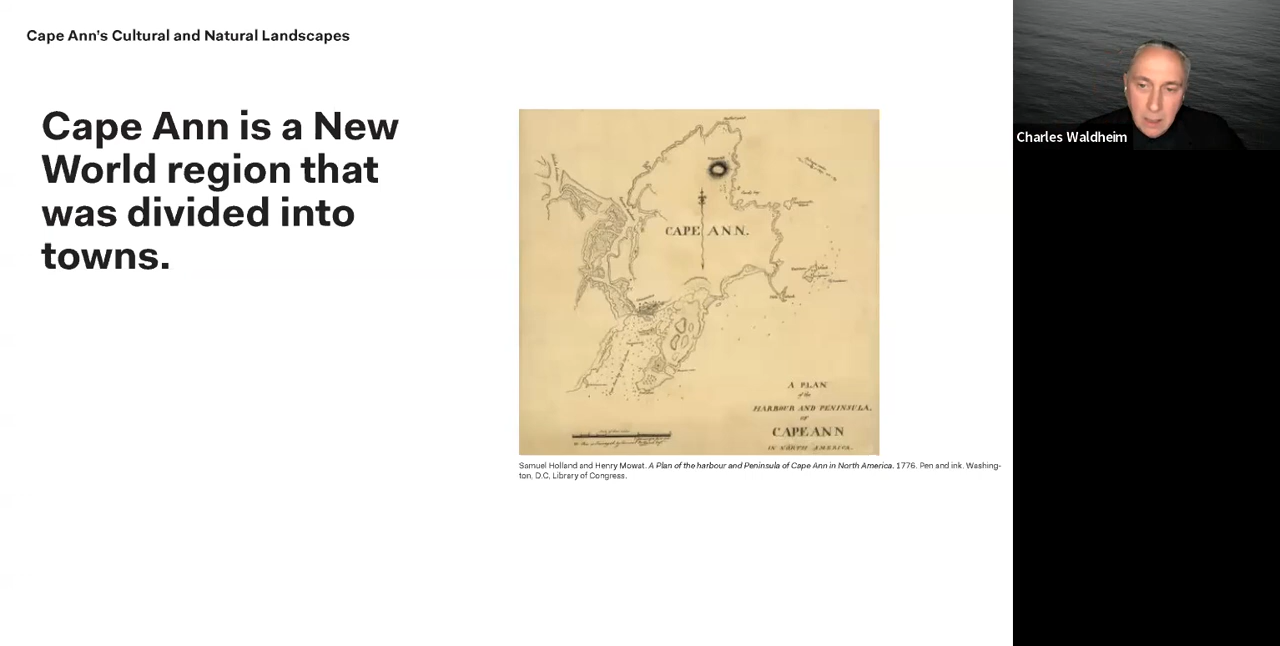 Cape Ann's Cultural and Natural Landscapes
Cape Ann is a New
World region that
was divided into
towns.
CAPE ANN.
A PLAN
of the
HARBOUR AND PENINSULA,
OF
CAPE ANN
IN NORTH AMERICA.
Samuel Holland and Henry Mowat. A Plan of the harbour and Peninsula of Cape Ann in North America. 1776. Pen and ink. Washing-
ton, D.C. Library of Congress.
Charles Waldheim